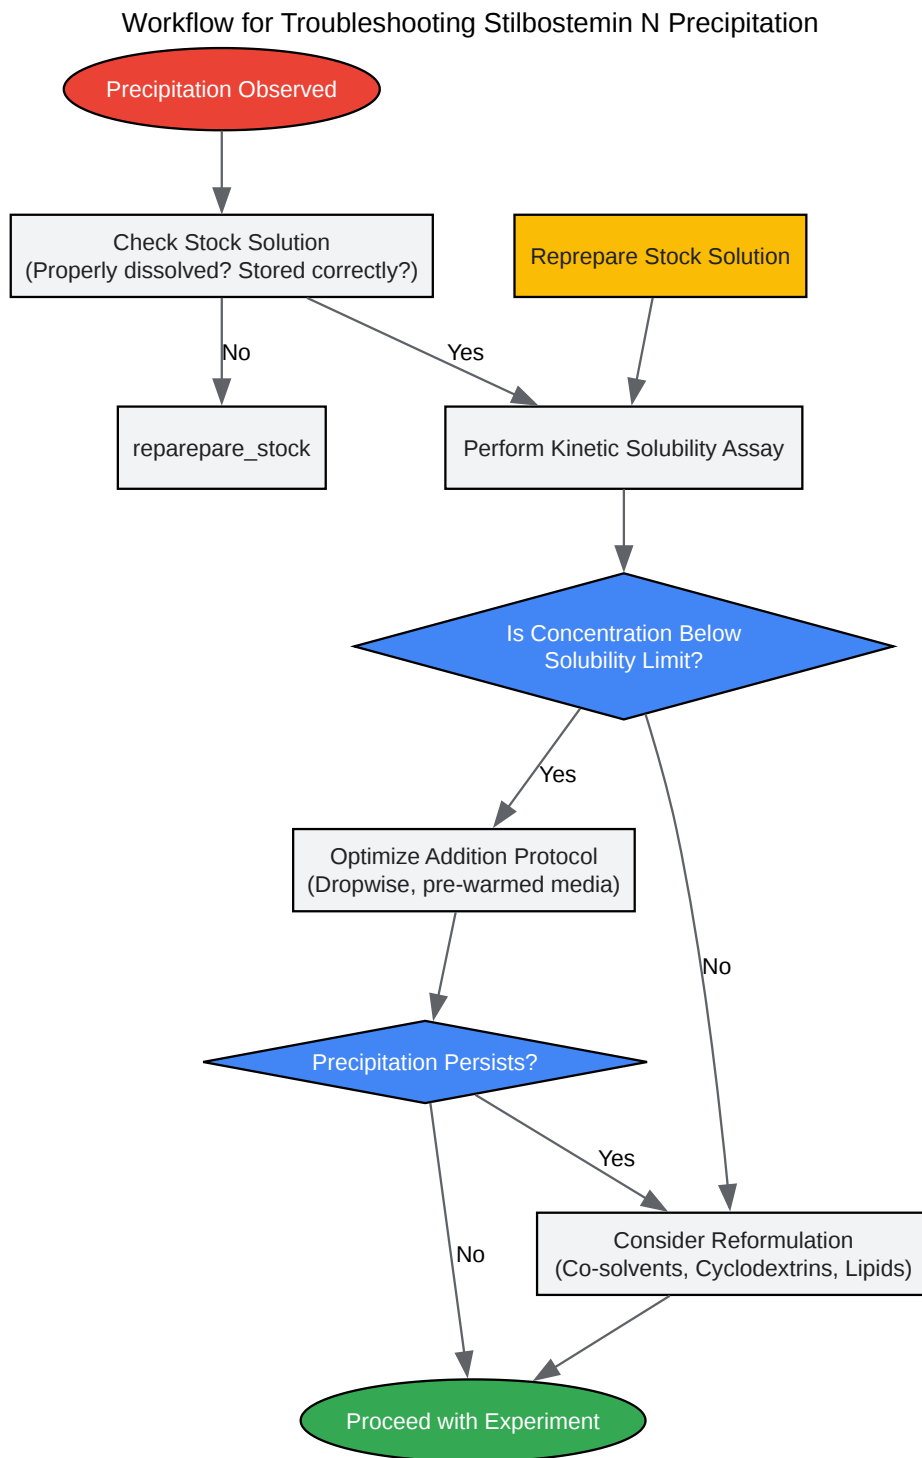 Workflow for Troubleshooting Stilbostemin N Precipitation
Precipitation Observed
Check Stock Solution
(Properly dissolved? Stored correctly?)
Reprepare Stock Solution
No
Yes
reparepare_stock
Perform Kinetic Solubility Assay
Is Concentration Below
Solubility Limit?
Yes
Optimize Addition Protocol
(Dropwise, pre-warmed media)
No
Precipitation Persists?
Yes
No
Consider Reformulation
(Co-solvents, Cyclodextrins, Lipids)
Proceed with Experiment